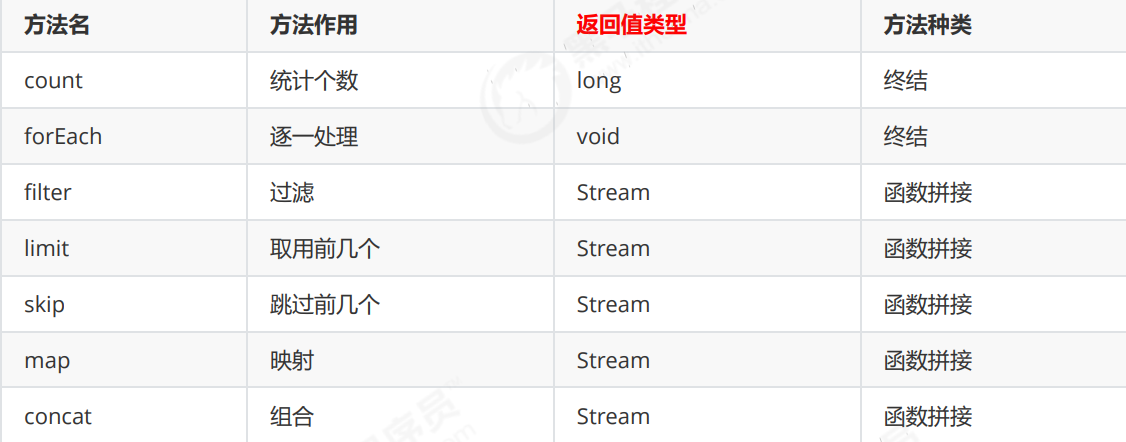 方法名 方法作用 返回值类型 方法种类
count 统计个数 long 终结
forEach 逐一处理 void 终结
filter 过滤 Stream 函数拼接
limit 取用前几个 Stream 函数拼接
skip 跳过前几个 Stream 函数拼接
map 映射 Stream 函数拼接
concat 组合 Stream 函数拼接